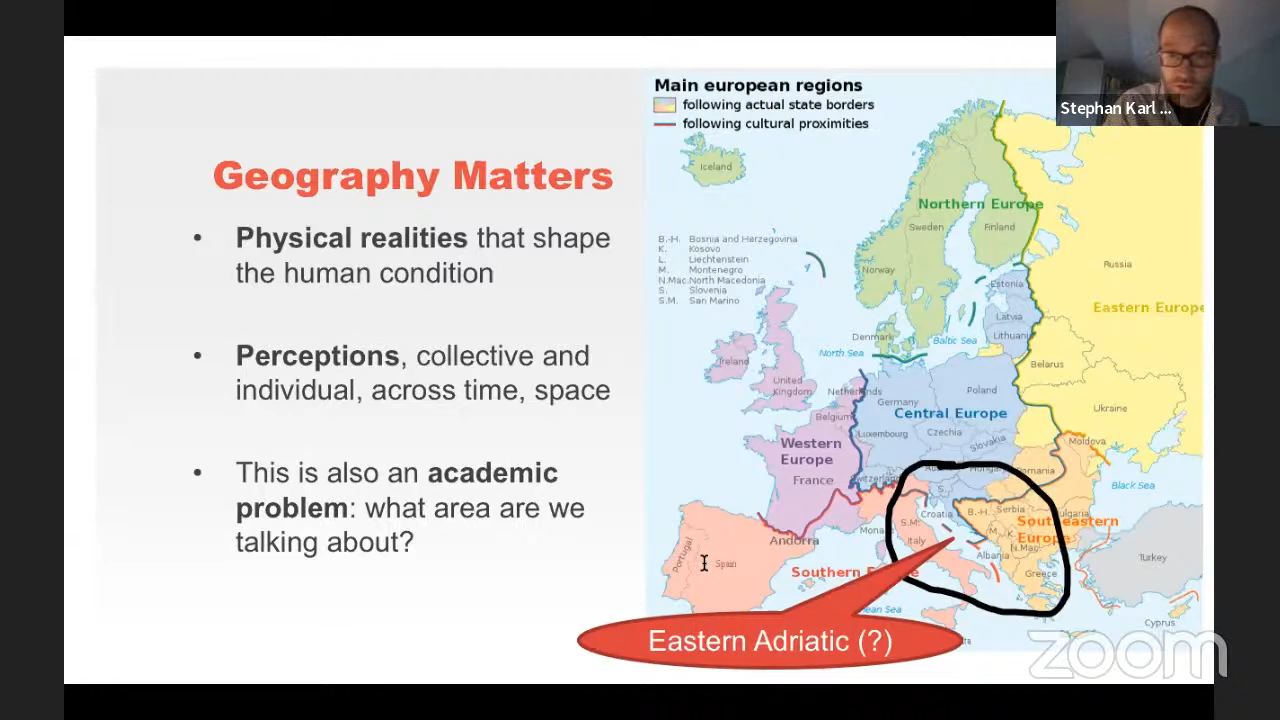 Geography Matters
• Physical realities that shape
the human condition
• Perceptions, collective and
individual, across time, space
• This is also an academic
problem: what area are we
talking about?
Main european regions
following actual state borders
following cultural proximities
Stephan Karl ...
Iceland
B.-H. Bosnia and Herzegovina
K. Kosovo
L. Liechtenstein
M. Montenegro
N.Mac. North Macedonia
S. Slovenia
S.M. San Marino
Northern Europe
Sweden
Finland
Norway
Russia
Eastern Europe
Estonia
Latvia
Lithuania
Denmark
Baltic Sea
North Sea
Belarus
Ireland
United
Kingdom
Netherlands
Germany
Poland
Central Europe
Belgium
Luxembourg
Czechia
Slovakia
Ukraine
Western
Europe
France
Moldova
Romania
Black Sea
Croatia
B.-H.
Serbia
Bulgaria
S.M.
Italy
M.
K.
N.Mac.
Southeastern
Europe
Albania
Andorra
Portugal
Spain
Southern
Greece
Turkey
Cyprus
Sea
Eastern Adriatic (?)
zoom